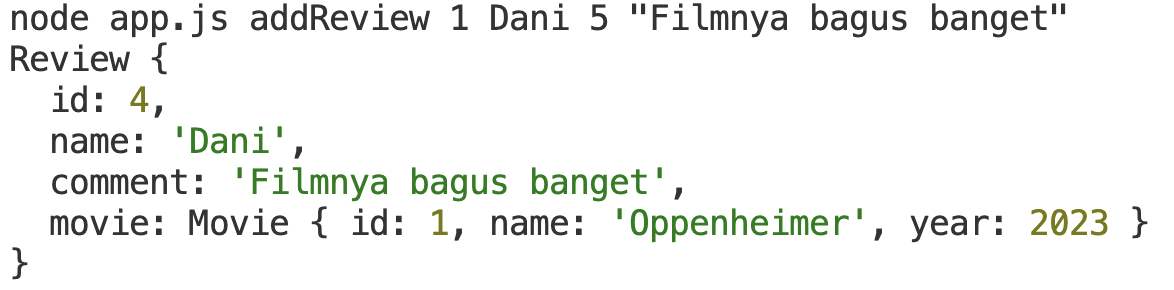 node app.js addReview 1 Dani 5 "Filmnya bagus banget"
Review {
  id: 4,
  name: 'Dani',
  comment: 'Filmnya bagus banget',
  movie: Movie { id: 1, name: 'Oppenheimer', year: 2023 }
}